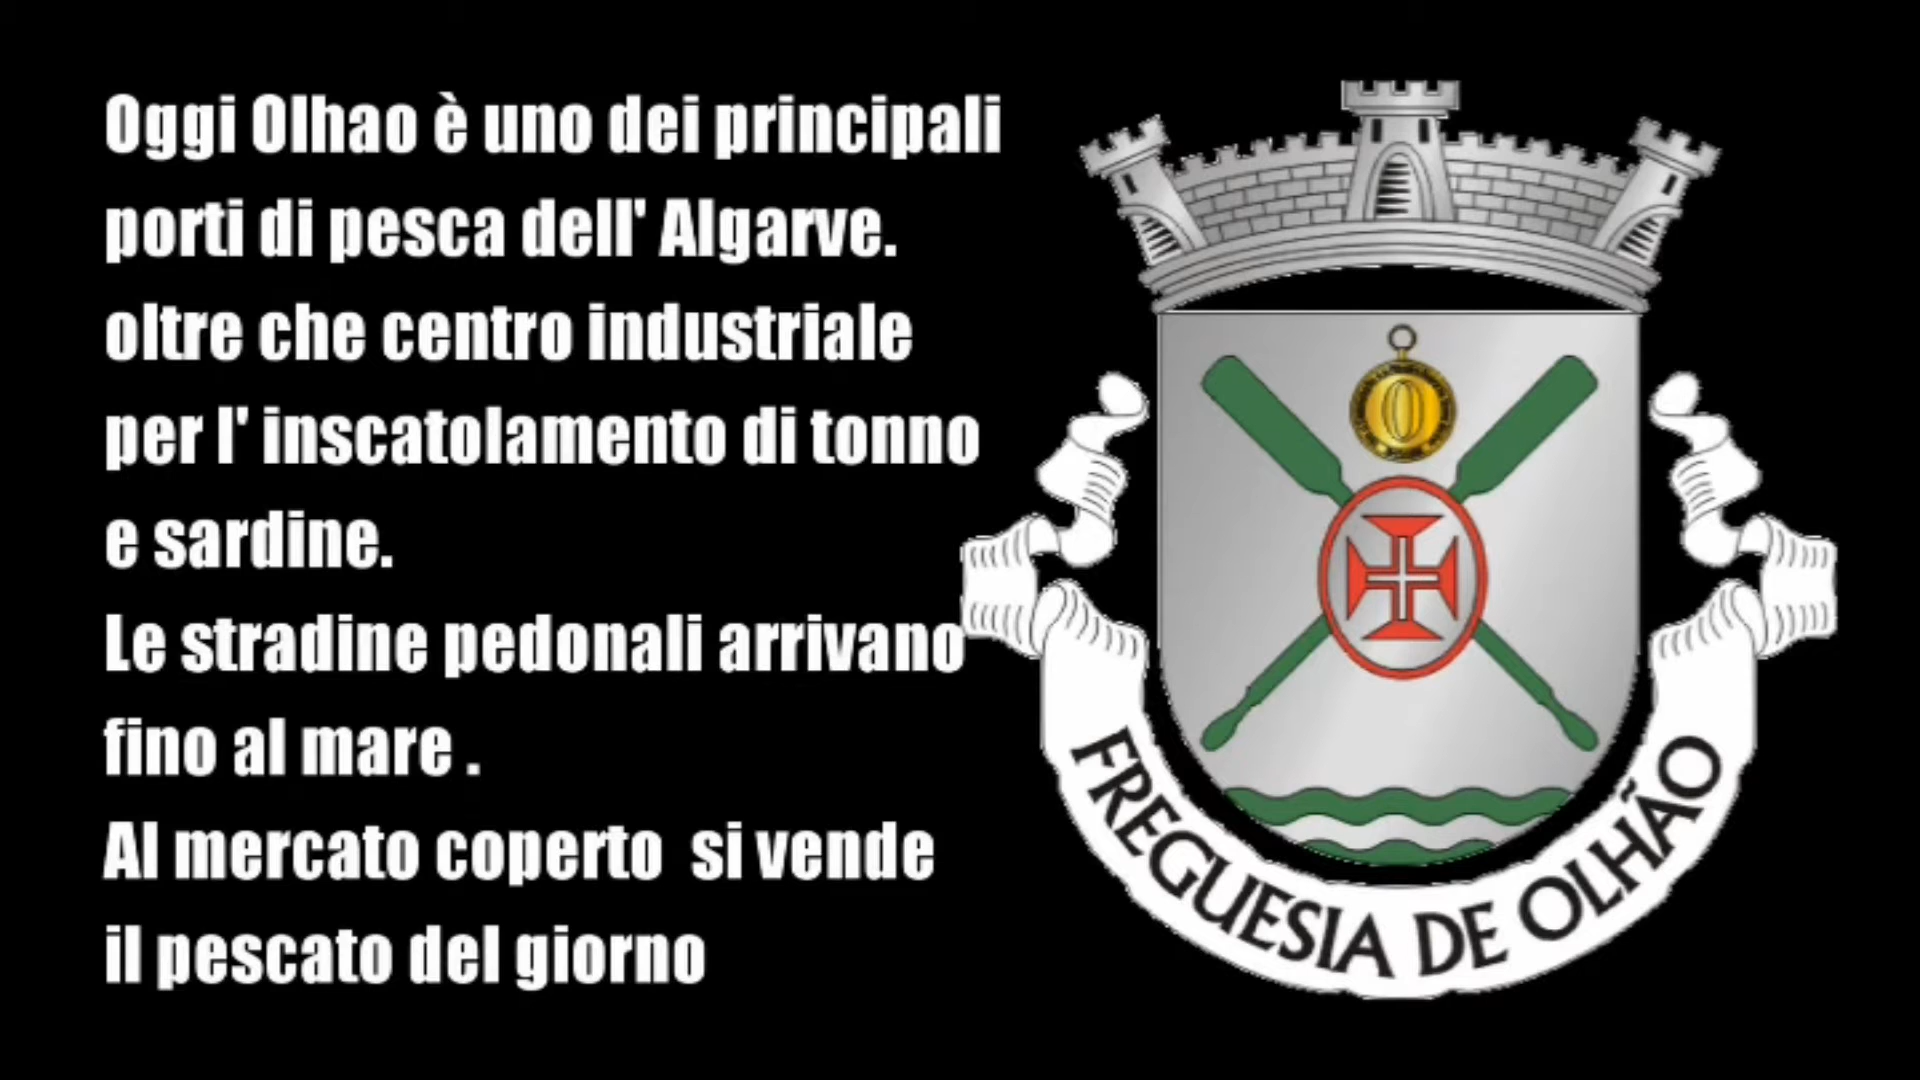 Oggi Olhao è uno dei principali
porti di pesca dell' Algarve.
oltre che centro industriale
per l' inscatolamento di tonno
e sardine.
Le stradine pedonali arrivano
fino al mare .
Al mercato coperto  si vende
il pescato del giorno
FREGUESIA DE OLHÃO